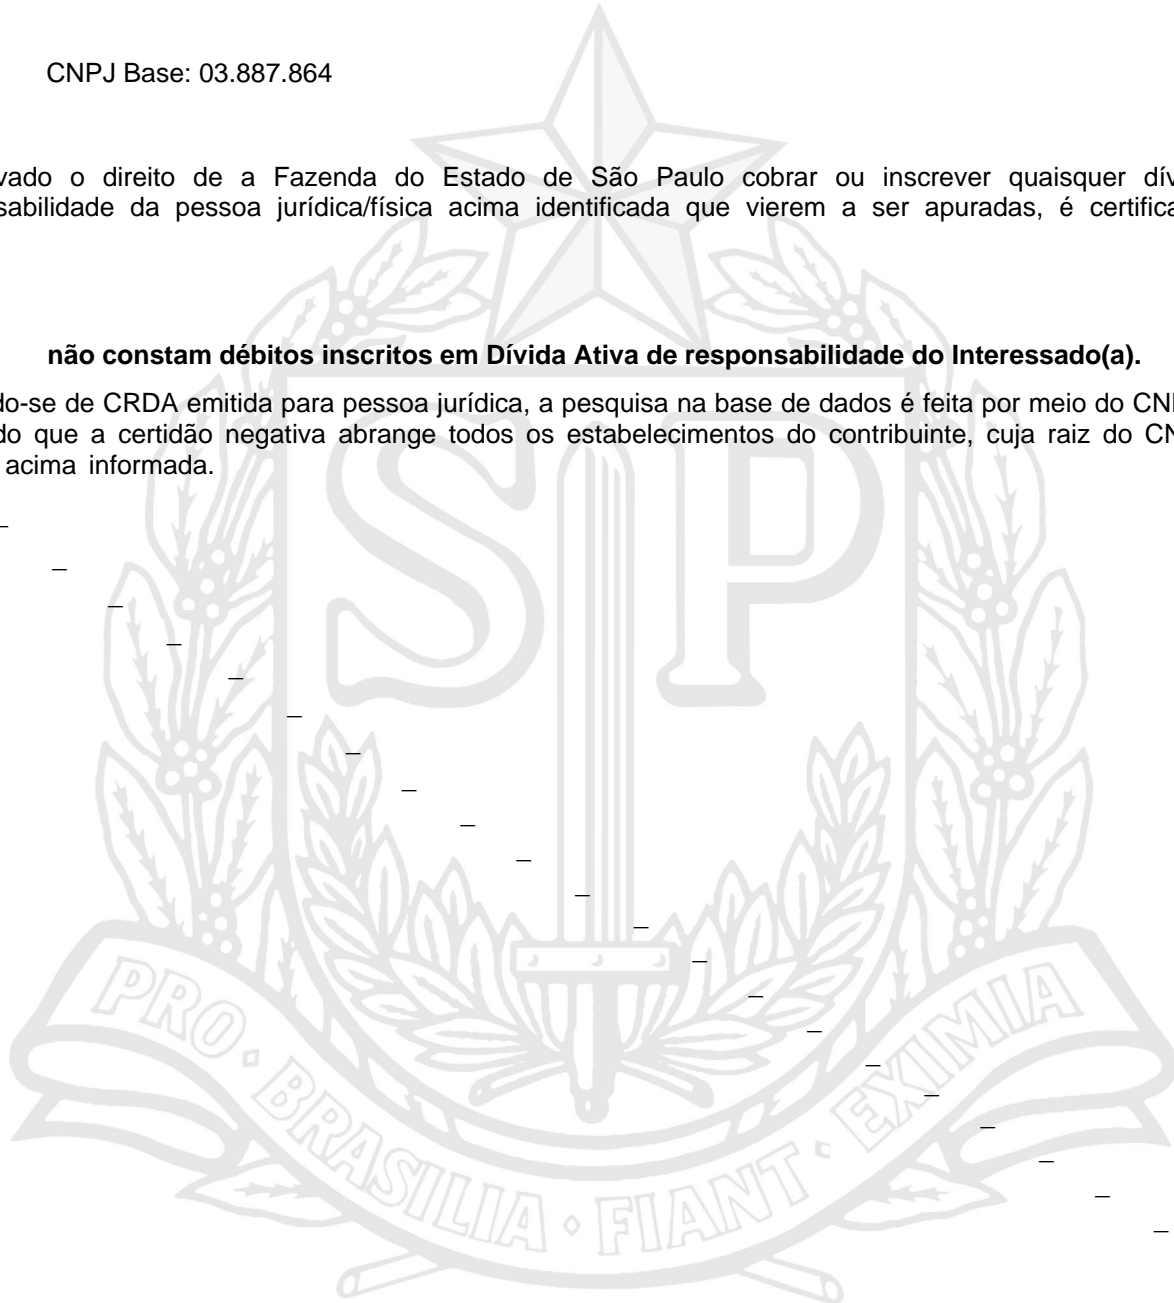 CNPJ Base: 03.887.864
vado o direito de a Fazenda do Estado de São Paulo cobrar ou inscrever quaisquer dív
sabilidade da pessoa jurídica/física acima identificada que vierem a ser apuradas, é certifica
não constam débitos inscritos em Dívida Ativa de responsabilidade do Interessado(a).
do-se de CRDA emitida para pessoa jurídica, a pesquisa na base de dados é feita por meio do CN
do que a certidão negativa abrange todos os estabelecimentos do contribuinte, cuja raiz do CN
acima informada.
SP
PRO • BRASILIA • FIANT • EXIMIA